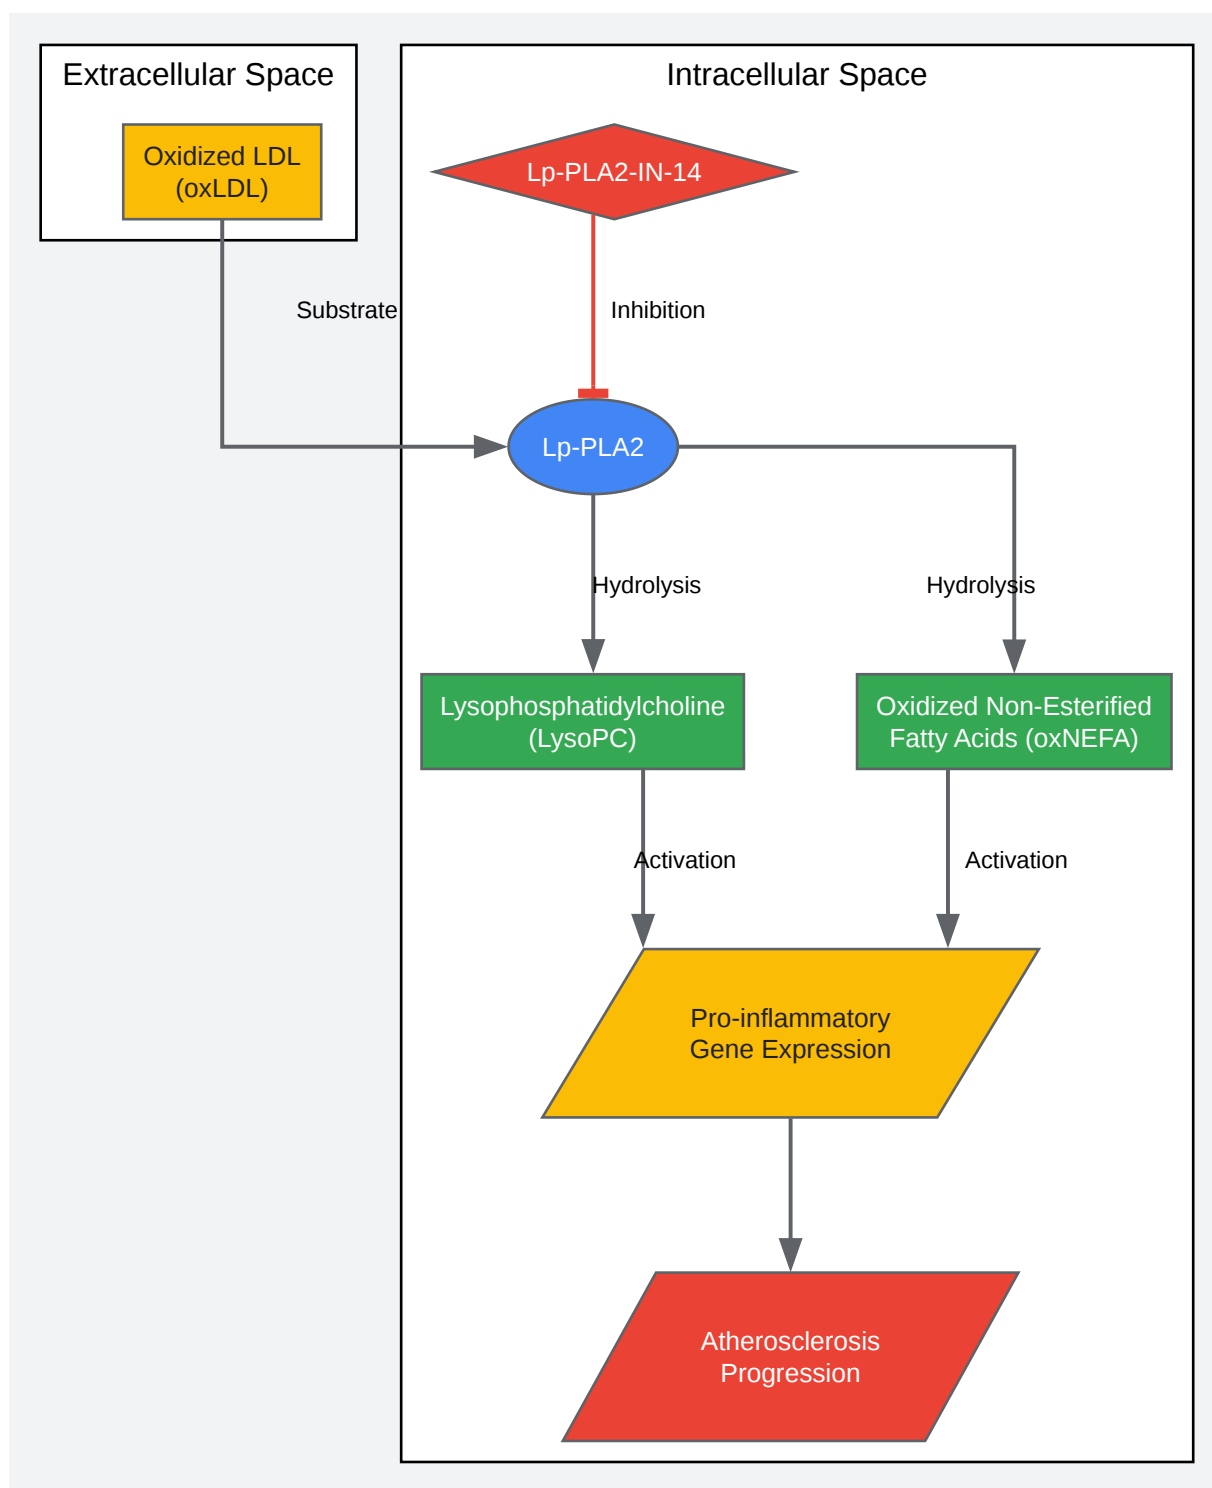 Extracellular Space
Intracellular Space
Oxidized LDL
(oxLDL)
Lp-PLA2-IN-14
Substrate
Inhibition
Lp-PLA2
Hydrolysis
Hydrolysis
Lysophosphatidylcholine
(LysoPC)
Oxidized Non-Esterified
Fatty Acids (oxNEFA)
Activation
Activation
Pro-inflammatory
Gene Expression
Atherosclerosis
Progression